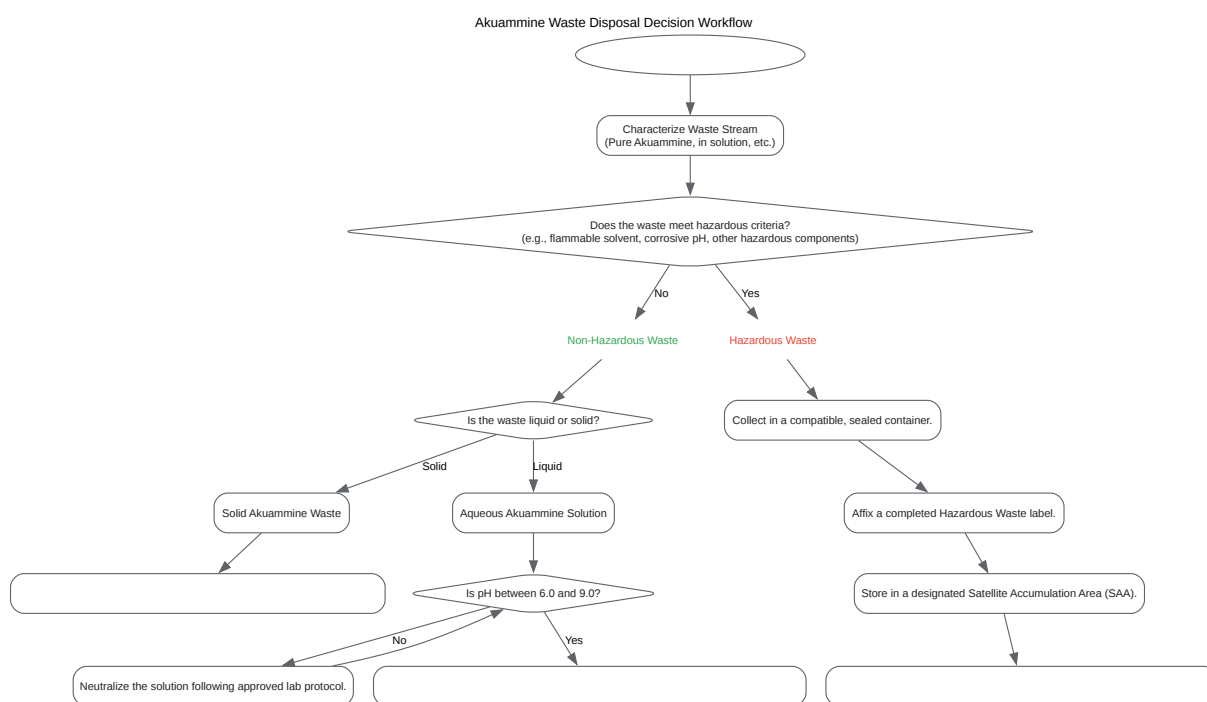 Akuammine Waste Disposal Decision Workflow
Characterize Waste Stream
(Pure Akuammine, in solution, etc.)
Does the waste meet hazardous criteria?
(e.g., flammable solvent, corrosive pH, other hazardous components)
No
Yes
Non-Hazardous Waste
Hazardous Waste
Is the waste liquid or solid?
Collect in a compatible, sealed container.
Solid
Liquid
Solid Akuammine Waste
Aqueous Akuammine Solution
Affix a completed Hazardous Waste label.
Is pH between 6.0 and 9.0?
Store in a designated Satellite Accumulation Area (SAA).
No
Yes
Neutralize the solution following approved lab protocol.